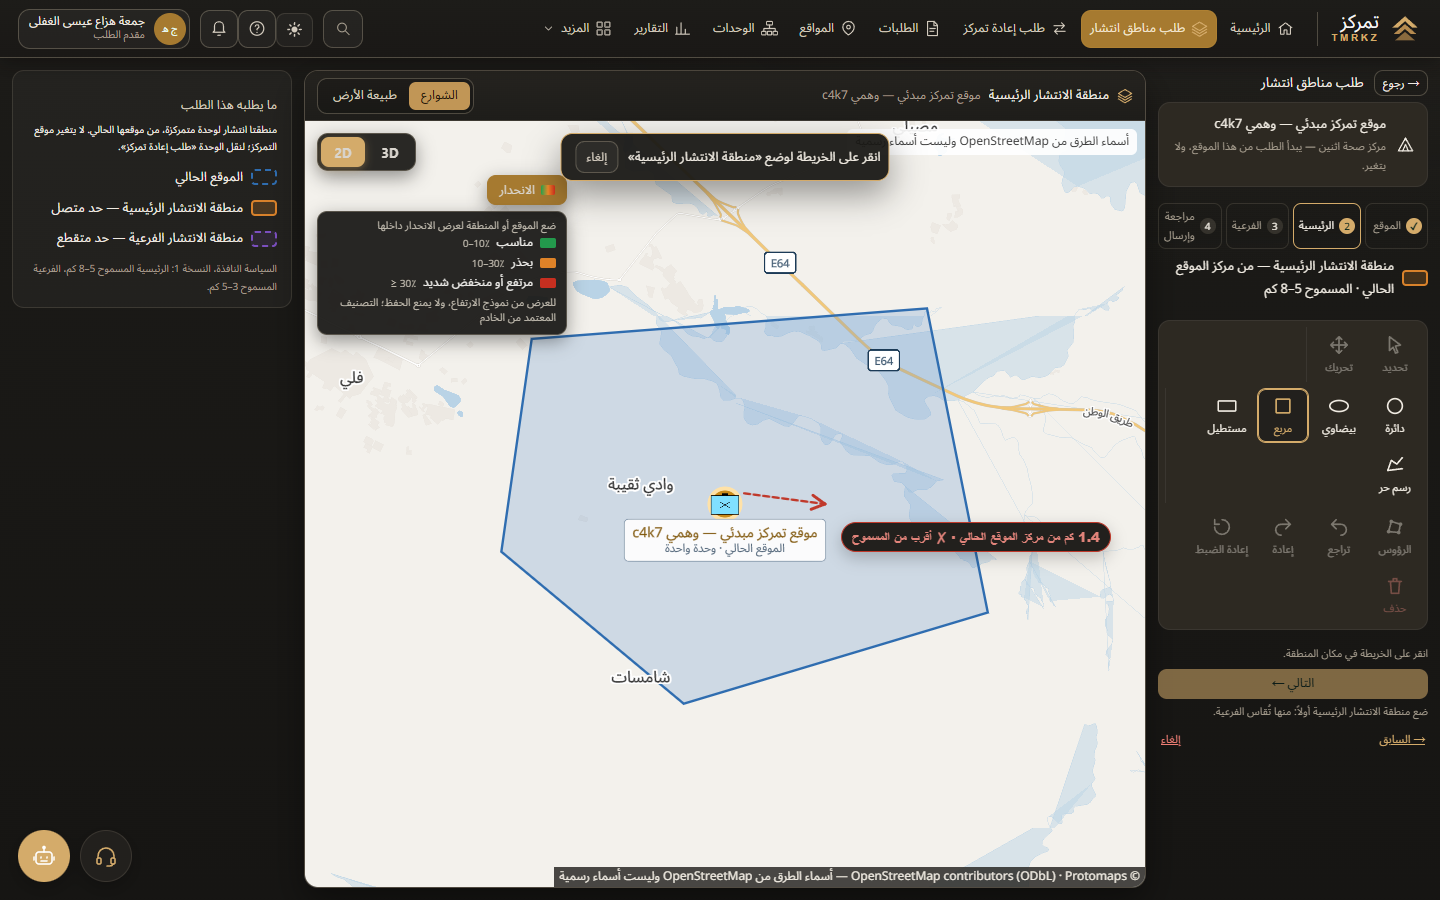 تمركز
TMRKZ
الرئيسية
طلب مناطق انتشار
طلب إعادة تمركز
الطلبات
المواقع
الوحدات
التقارير
المزيد
جمعة هزاع عيسى الغفلي
مقدم الطلب
ج ه
→ رجوع
طلب مناطق انتشار
موقع تمركز مبدئي — وهمي c4k7
مركز صحة اثنين — يبدأ الطلب من هذا الموقع، ولا
يتغير.
✓ الموقع
2 الرئيسية
3 الفرعية
4 مراجعة
وإرسال
منطقة الانتشار الرئيسية — من مركز الموقع
الحالي · المسموح 5–8 كم
تحديد
تحريك
دائرة
بيضاوي
مربع
مستطيل
رسم حر
الرؤوس
تراجع
إعادة
إعادة الضبط
حذف
انقر على الخريطة في مكان المنطقة.
التالي ←
ضع منطقة الانتشار الرئيسية أولاً: منها تُقاس الفرعية.
→ السابق
إلغاء
منطقة الانتشار الرئيسية
موقع تمركز مبدئي — وهمي c4k7
الشوارع
طبيعة الأرض
أسماء الطرق من OpenStreetMap وليست أسماء
انقر على الخريطة لوضع «منطقة الانتشار الرئيسية»
إلغاء
2D
3D
الانحدار
ضع الموقع أو المنطقة لعرض الانحدار داخلها
مناسب 0–10٪
بحذر 10–30٪
مرتفع أو منخفض شديد ≥ 30٪
للعرض من نموذج الارتفاع، ولا يمنع الحفظ؛ التصنيف
المعتمد من الخادم
E64
E64
فلي
طريق الوطن
وادي ثقيبة
موقع تمركز مبدئي — وهمي c4k7
الموقع الحالي · وحدة واحدة
1.4 كم من مركز الموقع الحالي · ✗ أقرب من المسموح
شامسات
© OpenStreetMap contributors (ODbL) · Protomaps — أسماء الطرق من OpenStreetMap وليست أسماء رسمية
ما يطلبه هذا الطلب
منطقتا انتشار لوحدة متمركزة، من موقعها الحالي. لا يتغير موقع
التمركز؛ لنقل الوحدة «طلب إعادة تمركز».
الموقع الحالي
منطقة الانتشار الرئيسية — حد متصل
منطقة الانتشار الفرعية — حد متقطع
السياسة النافذة، النسخة 1: الرئيسية المسموح 5–8 كم، الفرعية
المسموح 3–5 كم.